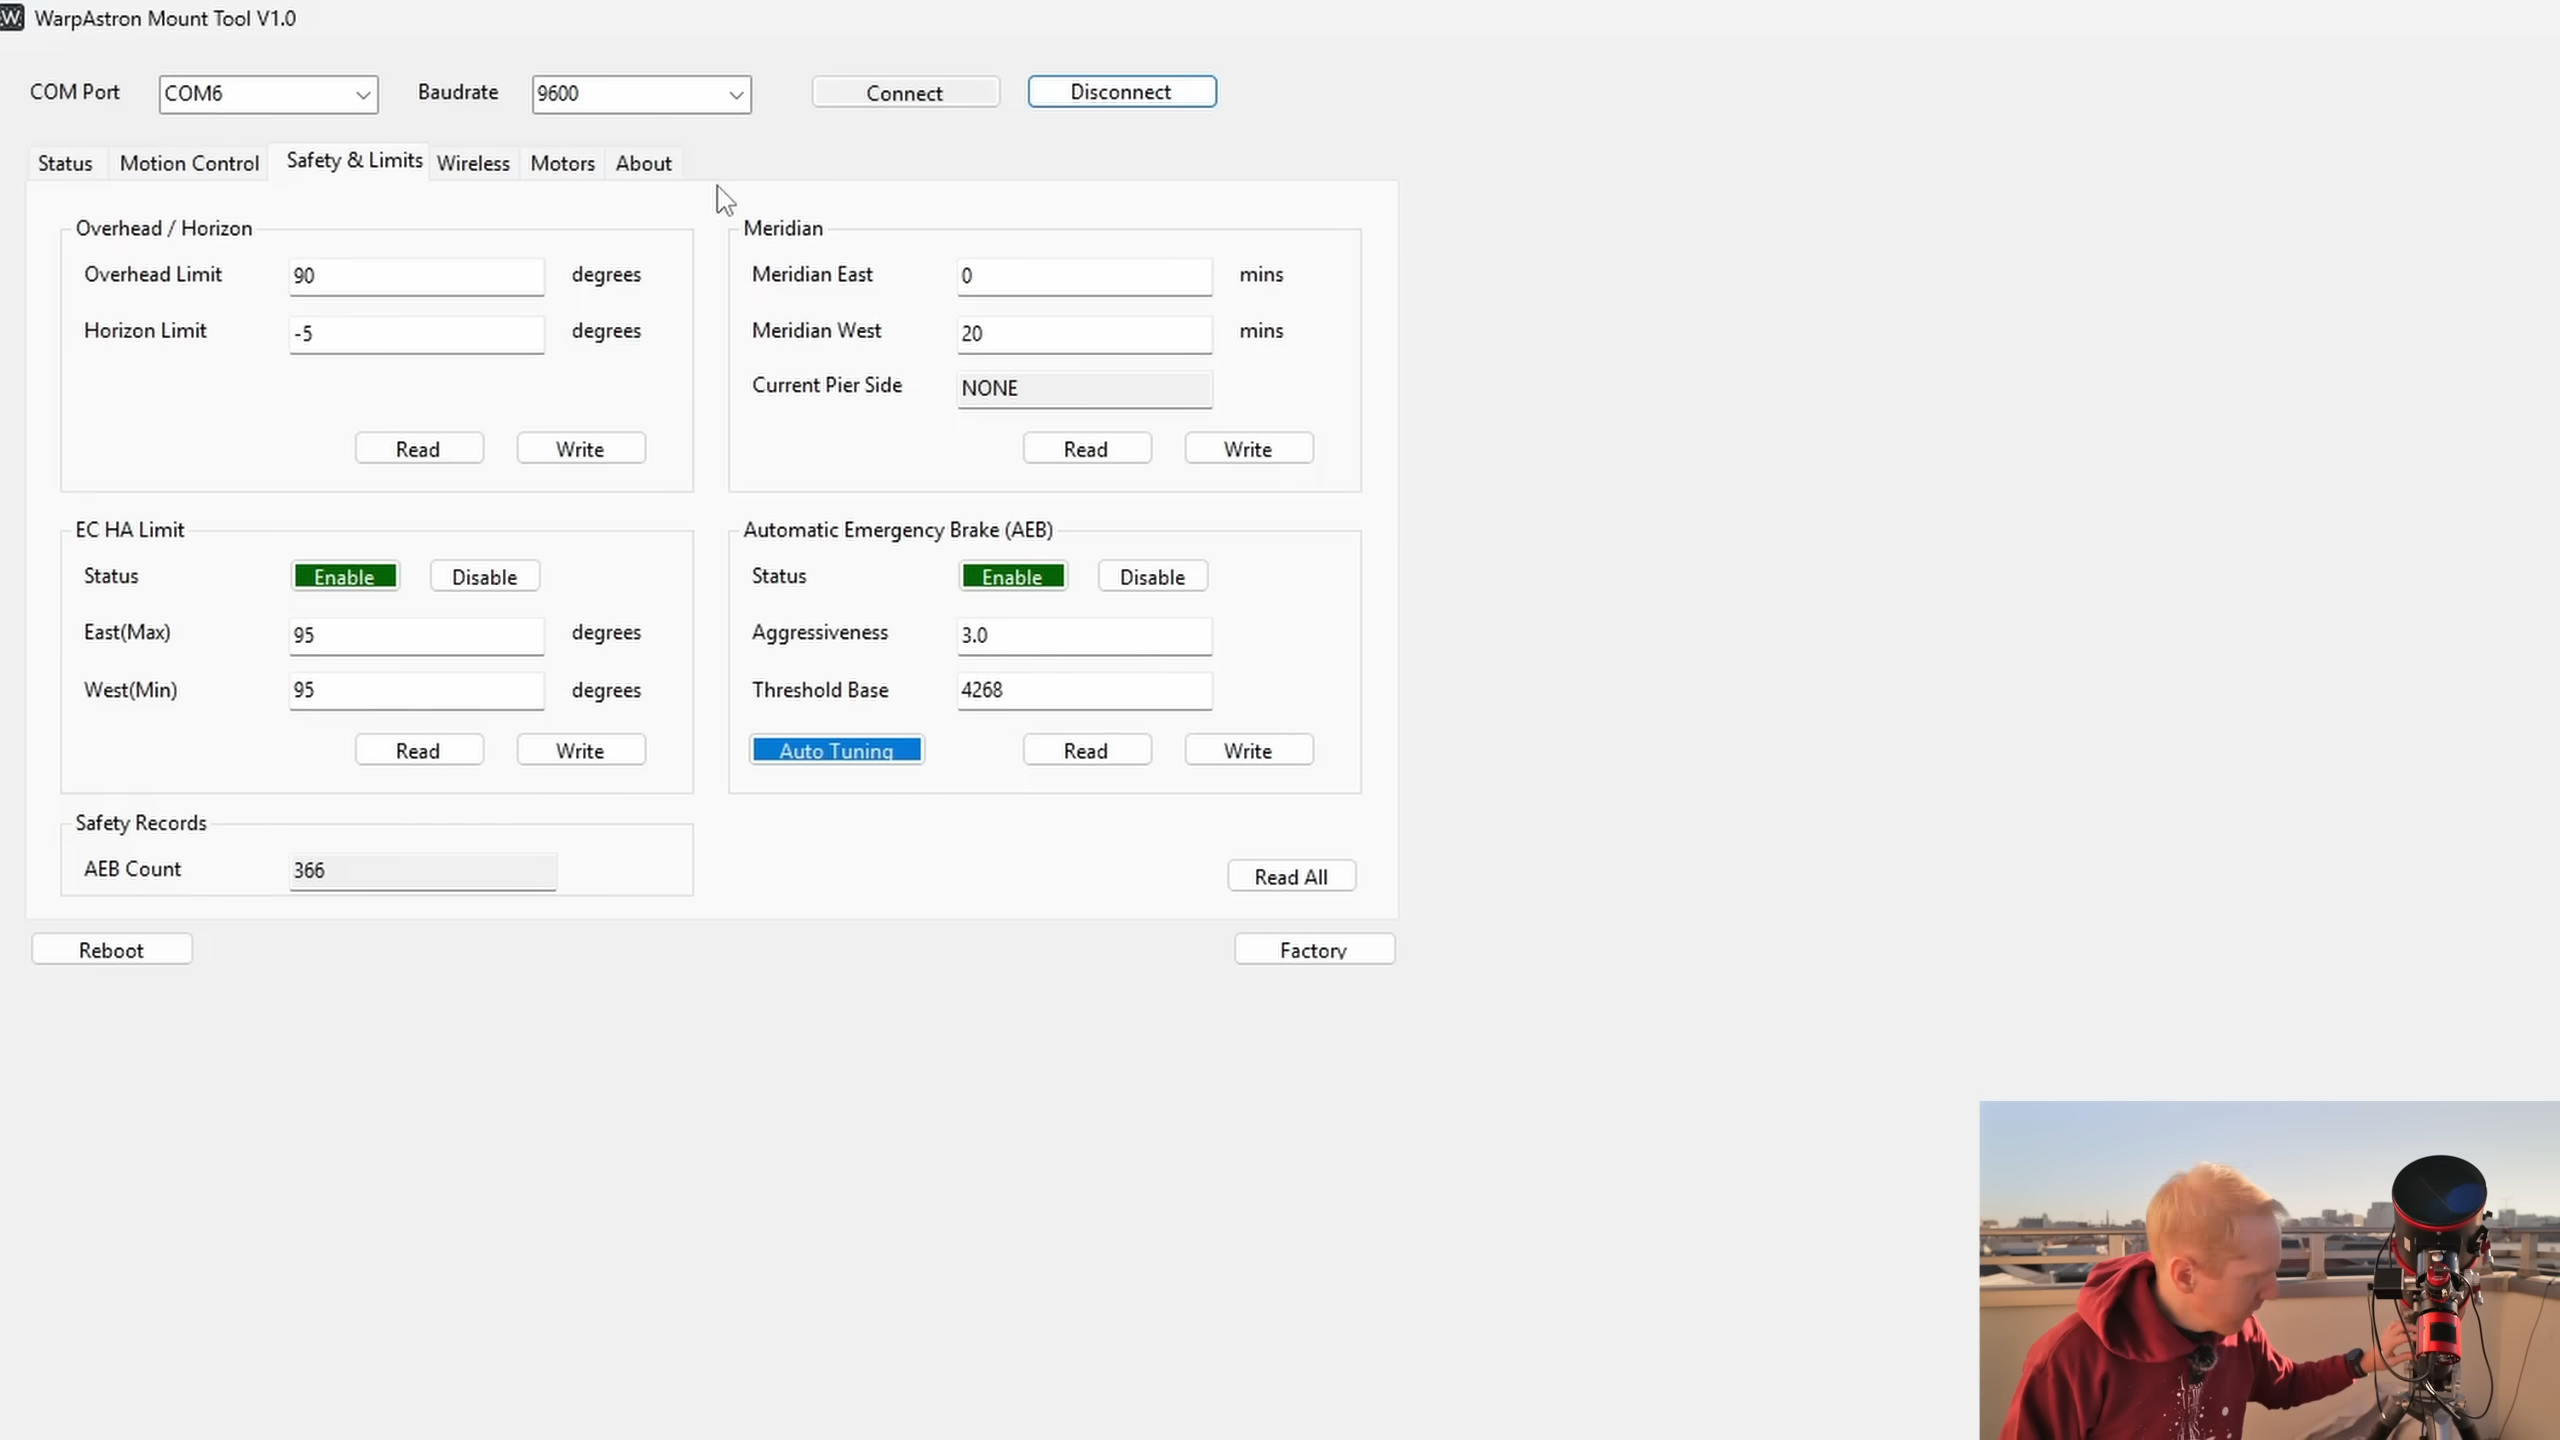 WarpAstron Mount Tool V1.0
COM Port COM6 Baudrate 9600 Connect Disconnect
Status Motion Control Safety & Limits Wireless Motors About
Overhead / Horizon
Overhead Limit 90 degrees
Horizon Limit -5 degrees
Read Write
Meridian
Meridian East 0 mins
Meridian West 20 mins
Current Pier Side NONE
Read Write
EC HA Limit
Status Enable Disable
East(Max) 95 degrees
West(Min) 95 degrees
Read Write
Automatic Emergency Brake (AEB)
Status Enable Disable
Aggressiveness 3.0
Threshold Base 4268
Auto Tuning Read Write
Safety Records
AEB Count 366
Read All
Reboot Factory